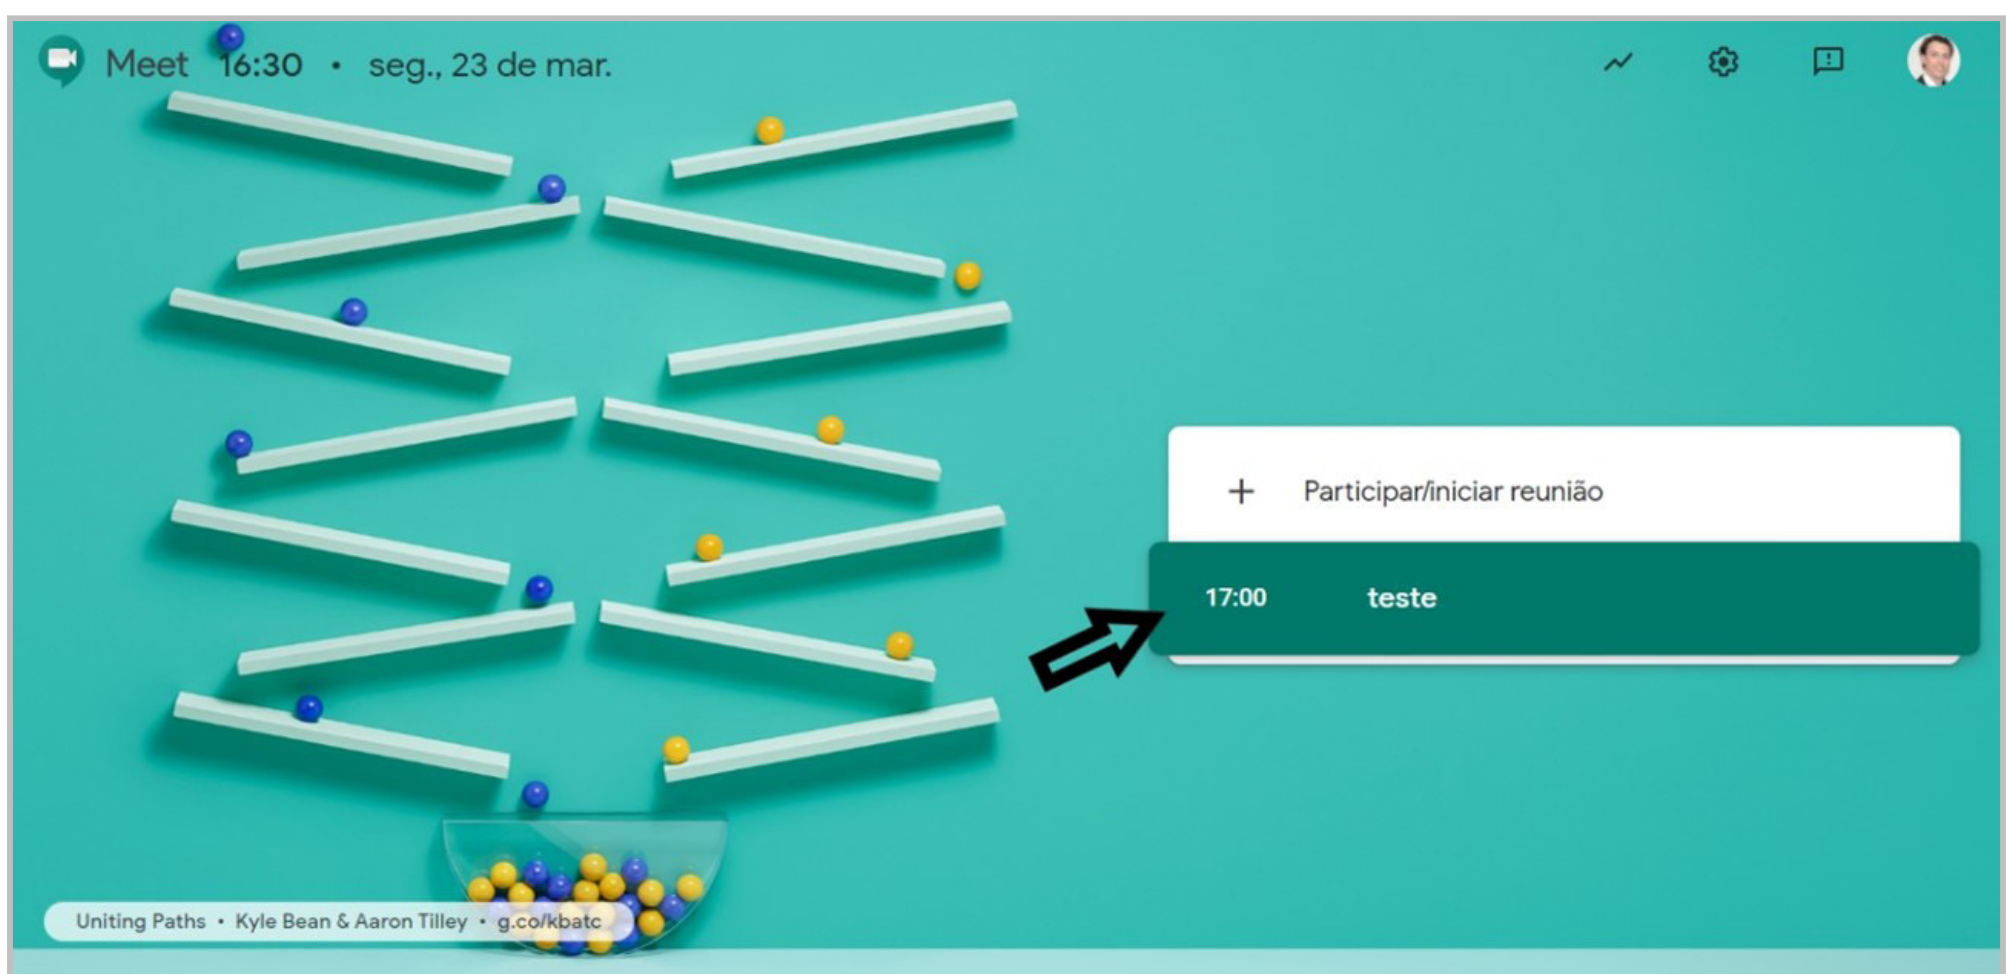 Meet 16:30 • seg., 23 de mar.
+ Participar/iniciar reunião
17:00 teste
Uniting Paths • Kyle Bean & Aaron Tilley • g.co/kbatc